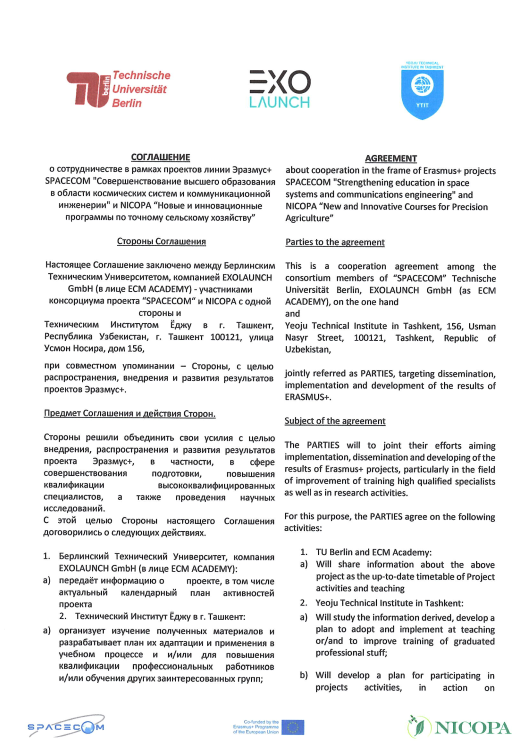 Technische
Universität
Berlin
berlin
EXO
LAUNCH
YEOJU TECHNICAL
INSTITUTE IN TASHKENT
YTIT
СОГЛАШЕНИЕ
о сотрудничестве в рамках проектов линии Эразмус+
SPACECOM "Совершенствование высшего образования
в области космических систем и коммуникационной
инженерии" и NICOPA "Новые и инновационные
программы по точному сельскому хозяйству"
Стороны Соглашения
Настоящее Соглашение заключено между Берлинским
Техническим Университетом, компанией EXOLAUNCH
GmbH (в лице ECM ACADEMY) - участниками
консорциума проекта "SPACECOM" и NICOPA с одной
стороны и
Техническим Институтом Ёджу в г. Ташкент,
Республика Узбекистан, г. Ташкент 100121, улица
Усмон Носира, дом 156,
при совместном упоминании – Стороны, с целью
распространения, внедрения и развития результатов
проектов Эразмус+.
Предмет Соглашения и действия Сторон.
Стороны решили объединить свои усилия с целью
внедрения, распространения и развития результатов
проекта Эразмус+, в частности, в сфере
совершенствования подготовки, повышения
квалификации высококвалифицированных
специалистов, а также проведения научных
исследований.
С этой целью Стороны настоящего Соглашения
договорились о следующих действиях.
1. Берлинский Технический Университет, компания
EXOLAUNCH GmbH (в лице ECM ACADEMY):
a) передаёт информацию о проекте, в том числе
актуальный календарный план активностей
проекта
2. Технический Институт Ёджу в г. Ташкент:
a) организует изучение полученных материалов и
разрабатывает план их адаптации и применения в
учебном процессе и и/или для повышения
квалификации профессиональных работников
и/или обучения других заинтересованных групп;
AGREEMENT
about cooperation in the frame of Erasmus+ projects
SPACECOM "Strengthening education in space
systems and communications engineering" and
NICOPA "New and Innovative Courses for Precision
Agriculture"
Parties to the agreement
This is a cooperation agreement among the
consortium members of "SPACECOM" Technische
Universität Berlin, EXOLAUNCH GmbH (as ECM
ACADEMY), on the one hand
and
Yeoju Technical Institute in Tashkent, 156, Usman
Nasyr Street, 100121, Tashkent, Republic of
Uzbekistan,
jointly referred as PARTIES, targeting dissemination,
implementation and development of the results of
ERASMUS+.
Subject of the agreement
The PARTIES will to joint their efforts aiming
implementation, dissemination and developing of the
results of Erasmus+ projects, particularly in the field
of improvement of training high qualified specialists
as well as in research activities.
For this purpose, the PARTIES agree on the following
activities:
1. TU Berlin and ECM Academy:
a) Will share information about the above
project as the up-to-date timetable of Project
activities and teaching
2. Yeoju Technical Institute in Tashkent:
a) Will study the information derived, develop a
plan to adopt and implement at teaching
or/and to improve training of graduated
professional stuff;
b) Will develop a plan for participating in
projects activities, in action on
SPACECOM
Co-funded by the
Erasmus+ Programme
of the European Union
NICOPA